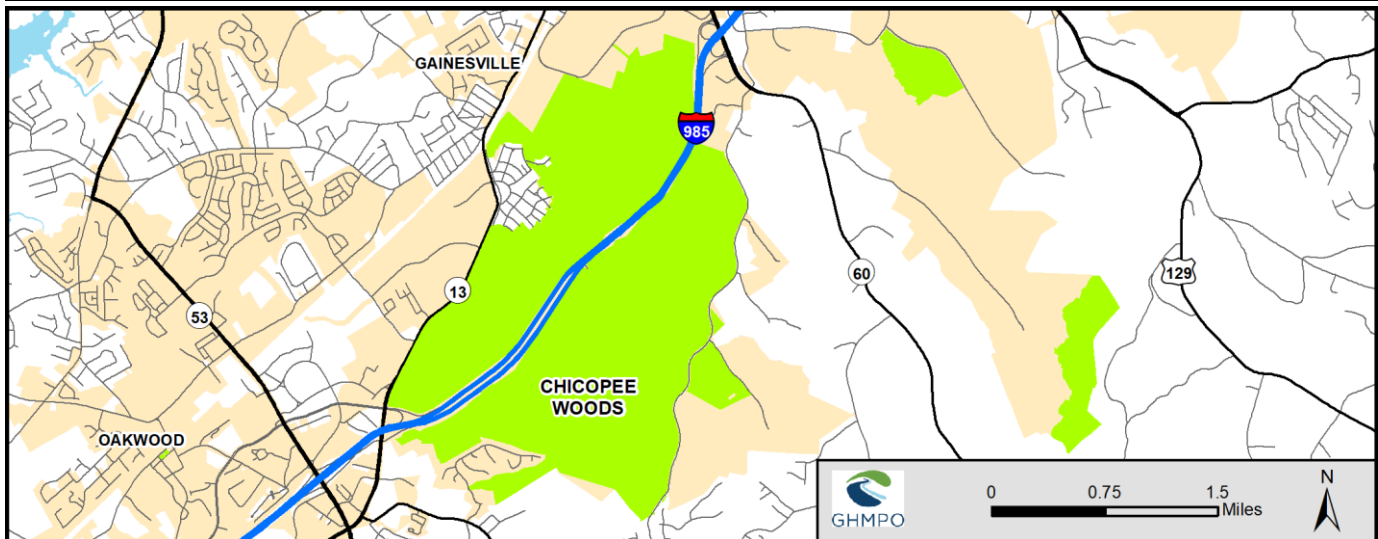 GAINESVILLE
985
13
60
129
53
CHICOPEE
WOODS
OAKWOOD
GHMPO
0 0.75 1.5
Miles
N